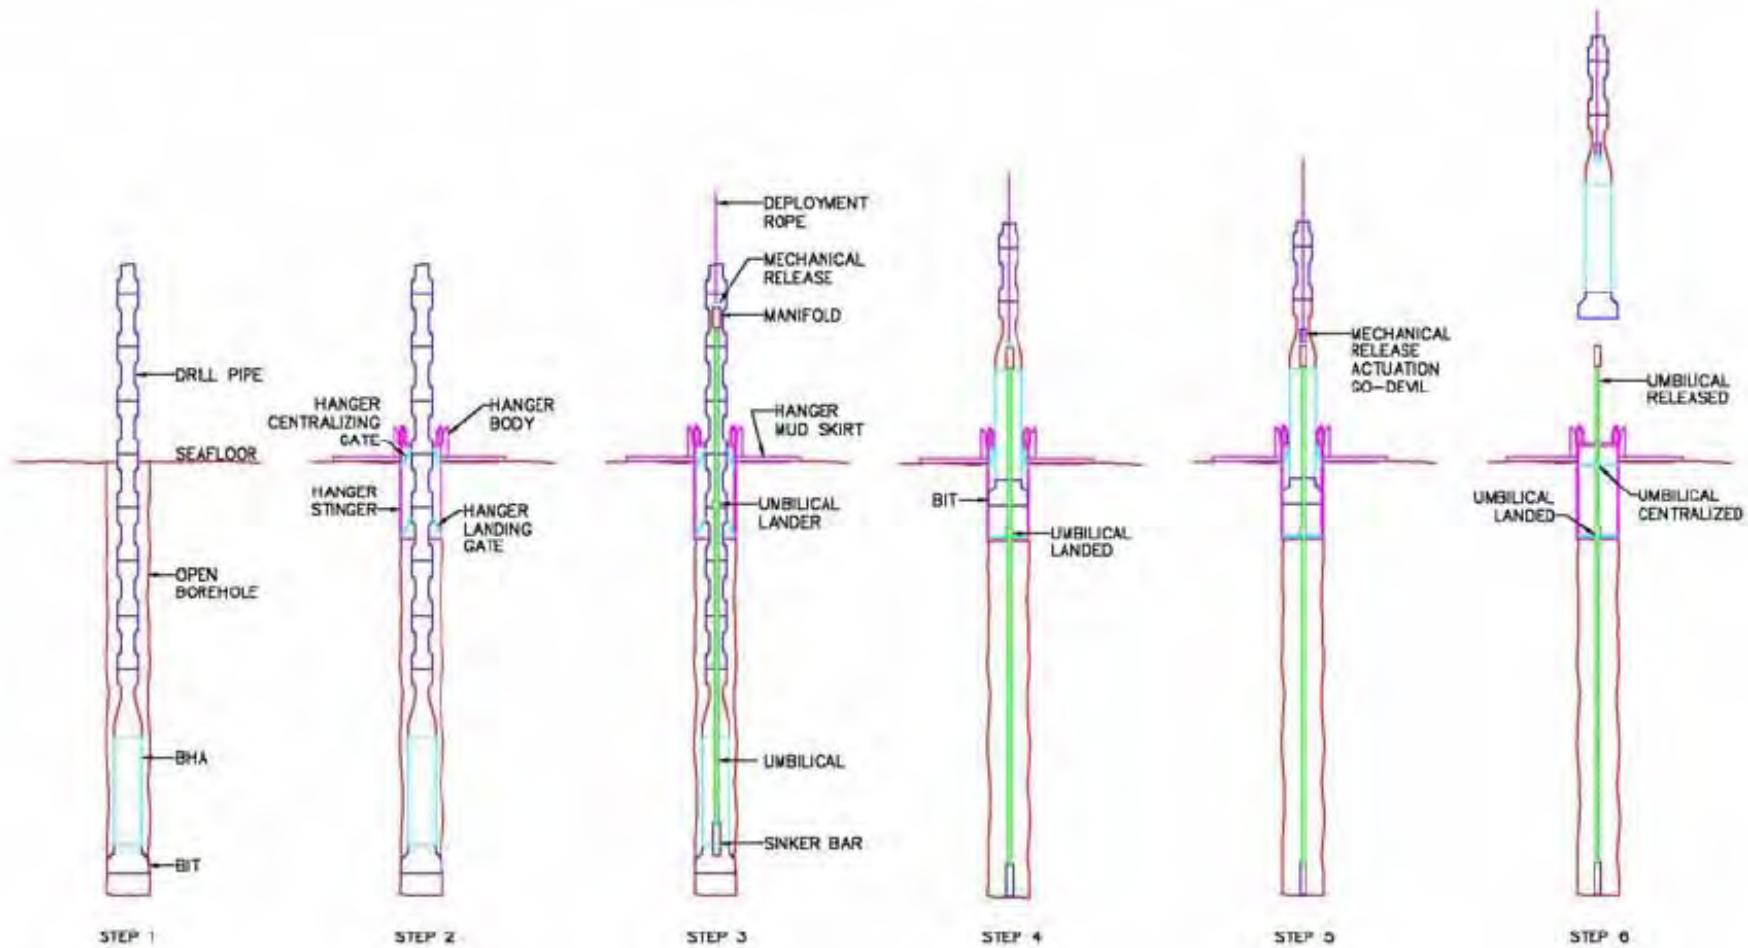 DRILL PIPE
SEAFLOOR
OPEN
BOREHOLE
BHA
BIT
STEP 1
HANGER
CENTRALIZING
GATE
HANGER
BODY
HANGER
STINGER
HANGER
LANDING
GATE
STEP 2
DEPLOYMENT
ROPE
MECHANICAL
RELEASE
MANIFOLD
HANGER
MUD SKIRT
UMBILICAL
LANDER
UMBILICAL
SINKER BAR
STEP 3
BIT
UMBILICAL
LANDED
STEP 4
MECHANICAL
RELEASE
ACTUATION
GO-DEVIL
STEP 5
UMBILICAL
RELEASED
UMBILICAL
LANDED
UMBILICAL
CENTRALIZED
STEP 6